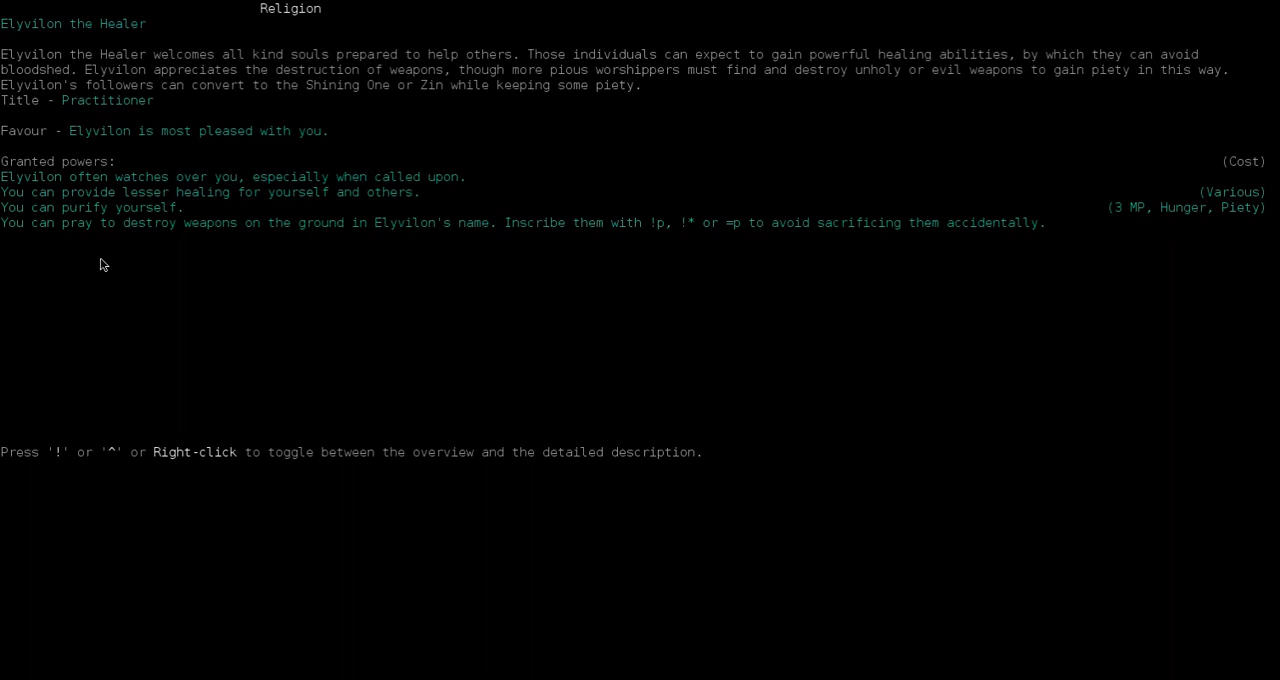 Religion
Elyvilon the Healer
Elyvilon the Healer welcomes all kind souls prepared to help others. Those individuals can expect to gain powerful healing abilities, by which they can avoid
bloodshed. Elyvilon appreciates the destruction of weapons, though more pious worshippers must find and destroy unholy or evil weapons to gain piety in this way.
Elyvilon's followers can convert to the Shining One or Zin while keeping some piety.
Title - Practitioner
Favour - Elyvilon is most pleased with you.
Granted powers: (Cost)
Elyvilon often watches over you, especially when called upon.
You can provide lesser healing for yourself and others. (Various)
You can purify yourself. (3 MP, Hunger, Piety)
You can pray to destroy weapons on the ground in Elyvilon's name. Inscribe them with !p, !* or =p to avoid sacrificing them accidentally.
Press '!' or '^' or Right-click to toggle between the overview and the detailed description.